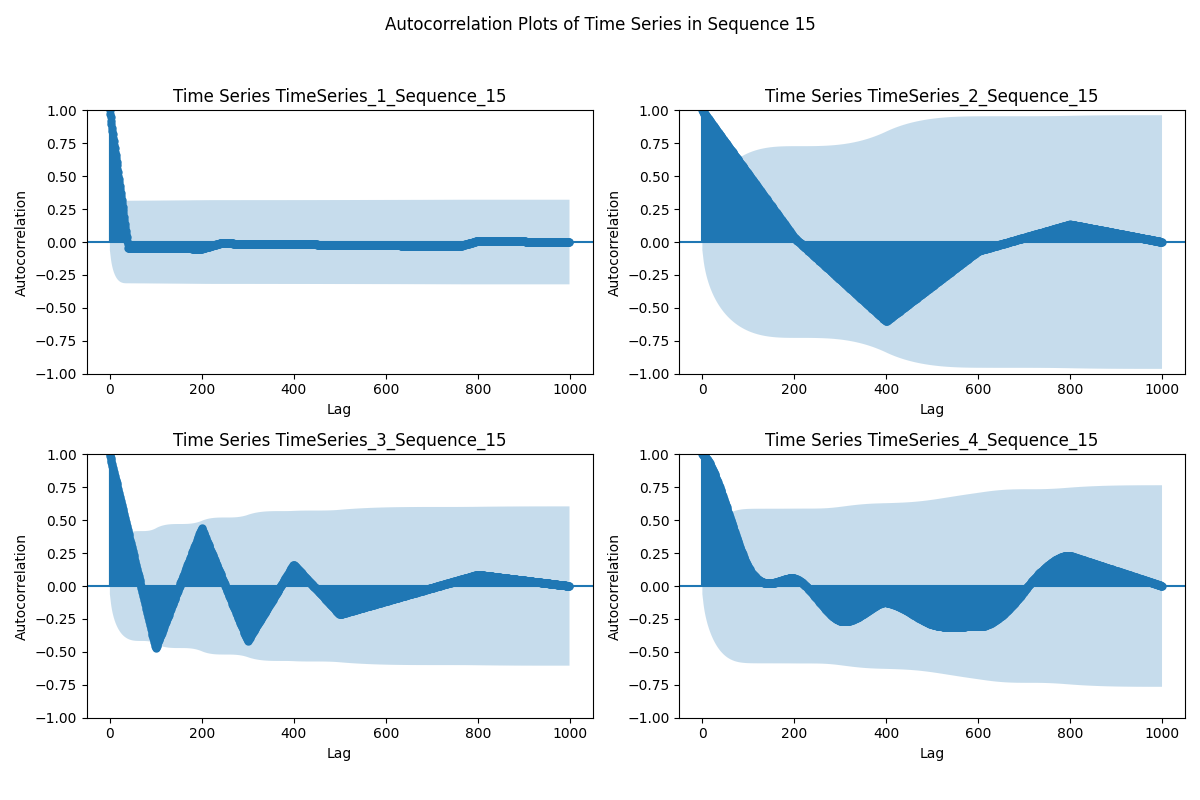 Autocorrelation Plots of Time Series in Sequence 15
Time Series TimeSeries_1_Sequence_15
1.00
0.75
0.50
0.25
0.00
−0.25
−0.50
−0.75
−1.00
Autocorrelation
0 200 400 600 800 1000
Lag
Time Series TimeSeries_2_Sequence_15
1.00
0.75
0.50
0.25
0.00
−0.25
−0.50
−0.75
−1.00
Autocorrelation
0 200 400 600 800 1000
Lag
Time Series TimeSeries_3_Sequence_15
1.00
0.75
0.50
0.25
0.00
−0.25
−0.50
−0.75
−1.00
Autocorrelation
0 200 400 600 800 1000
Lag
Time Series TimeSeries_4_Sequence_15
1.00
0.75
0.50
0.25
0.00
−0.25
−0.50
−0.75
−1.00
Autocorrelation
0 200 400 600 800 1000
Lag